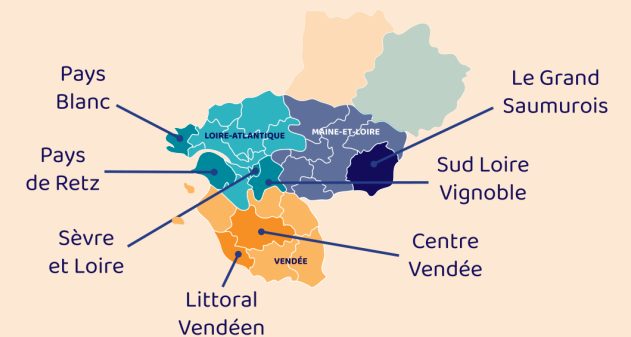 Pays
Blanc
Le Grand
Saumurois
LOIRE-ATLANTIQUE
MAINE-ET-LOIRE
Pays
de Retz
Sud Loire
Vignoble
Sèvre
et Loire
Centre
Vendée
VENDÉE
Littoral
Vendéen